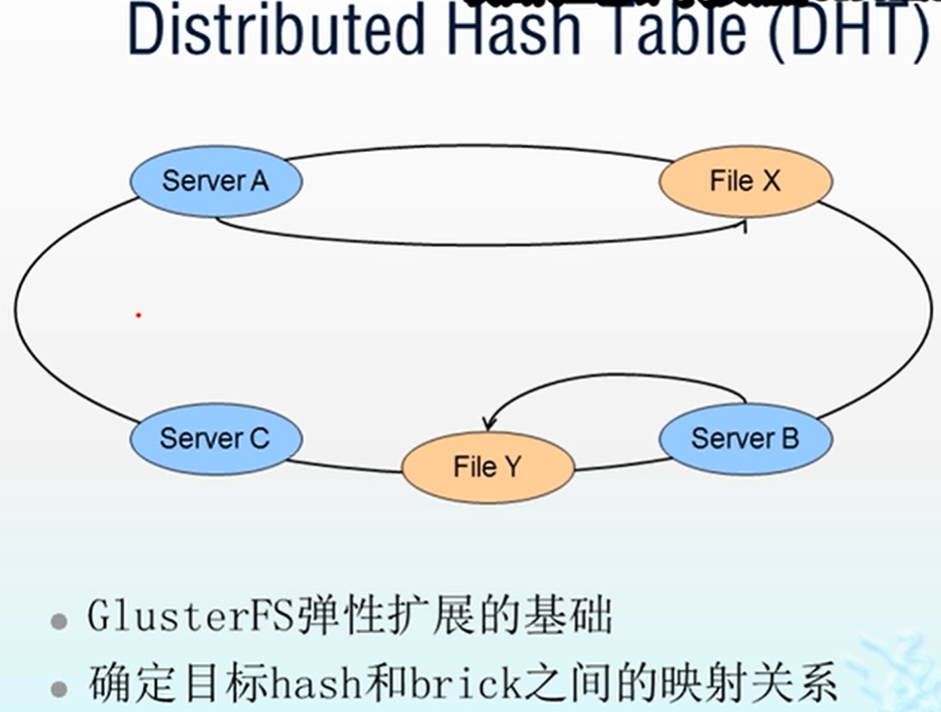 Distributed Hash Table (DHT)
Server A
File X
Server C
File Y
Server B
GlusterFS弹性扩展的基础
确定目标hash和brick之间的映射关系